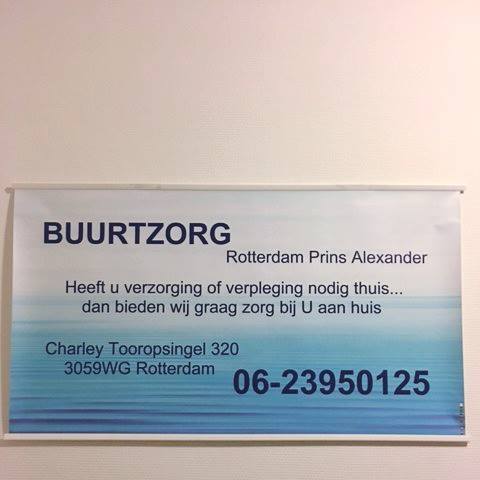 BUURTZORG
Rotterdam Prins Alexander
Heeft u verzorging of verpleging nodig thuis...
dan bieden wij graag zorg bij U aan huis
Charley Tooropsingel 320
3059WG Rotterdam
06-23950125